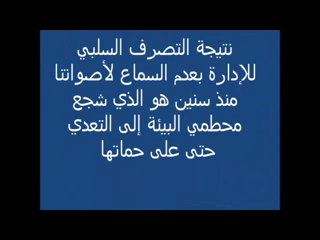 نتيجة التصرف السلبي
للإدارة بعدم السماع لأصواتنا
منذ سنين هو الذي شجع
محطمي البيئة إلى التعدي
حتى على حماتها